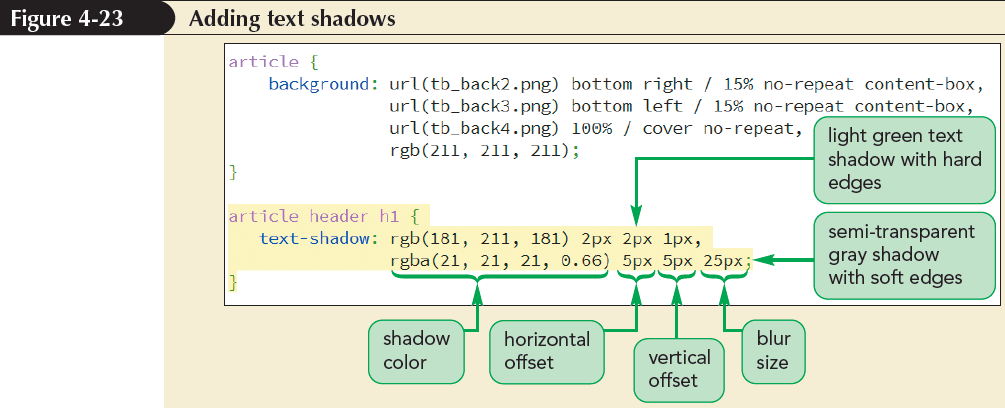 Figure 4-23
Adding text shadows
article {
background: url(tb_back2.png) bottom right / 15% no-repeat content-box,
url(tb_back3.png) bottom left / 15% no-repeat content-box,
url(tb_back4.png) 100% / cover no-repeat,
rgb(211, 211, 211);
}
light green text
shadow with hard
edges
article header h1 {
text-shadow: rgb(181, 211, 181) 2px 2px 1px,
rgba(21, 21, 21, 0.66) 5px 5px 25px;
}
semi-transparent
gray shadow
with soft edges
shadow
color
horizontal
offset
vertical
offset
blur
size